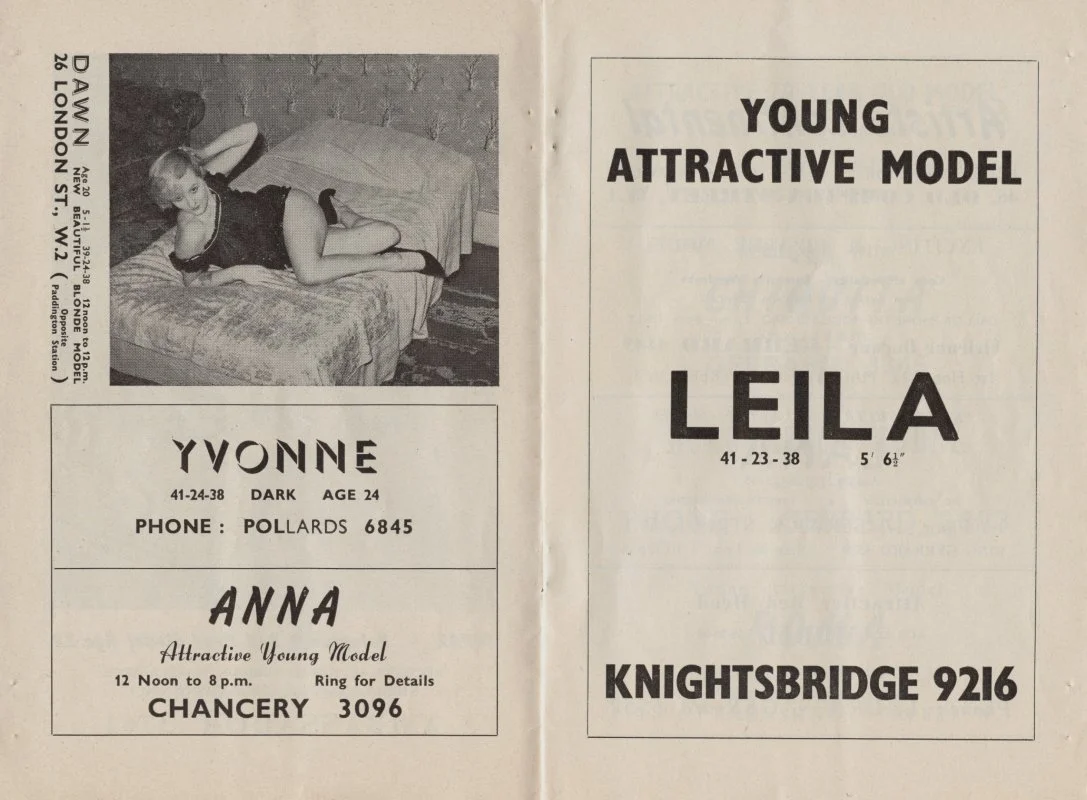 DAWN Age 20 5-1½ 39-24-38 12 noon to 12 p.m.
NEW BEAUTIFUL BLONDE MODEL
26 LONDON ST., W.2 ( Opposite Paddington Station )
YVONNE
41-24-38 DARK AGE 24
PHONE : POLLARDS 6845
ANNA
Attractive Young Model
12 Noon to 8 p.m. Ring for Details
CHANCERY 3096
YOUNG
ATTRACTIVE MODEL
LEILA
41 - 23 - 38 5' 6½"
KNIGHTSBRIDGE 9216